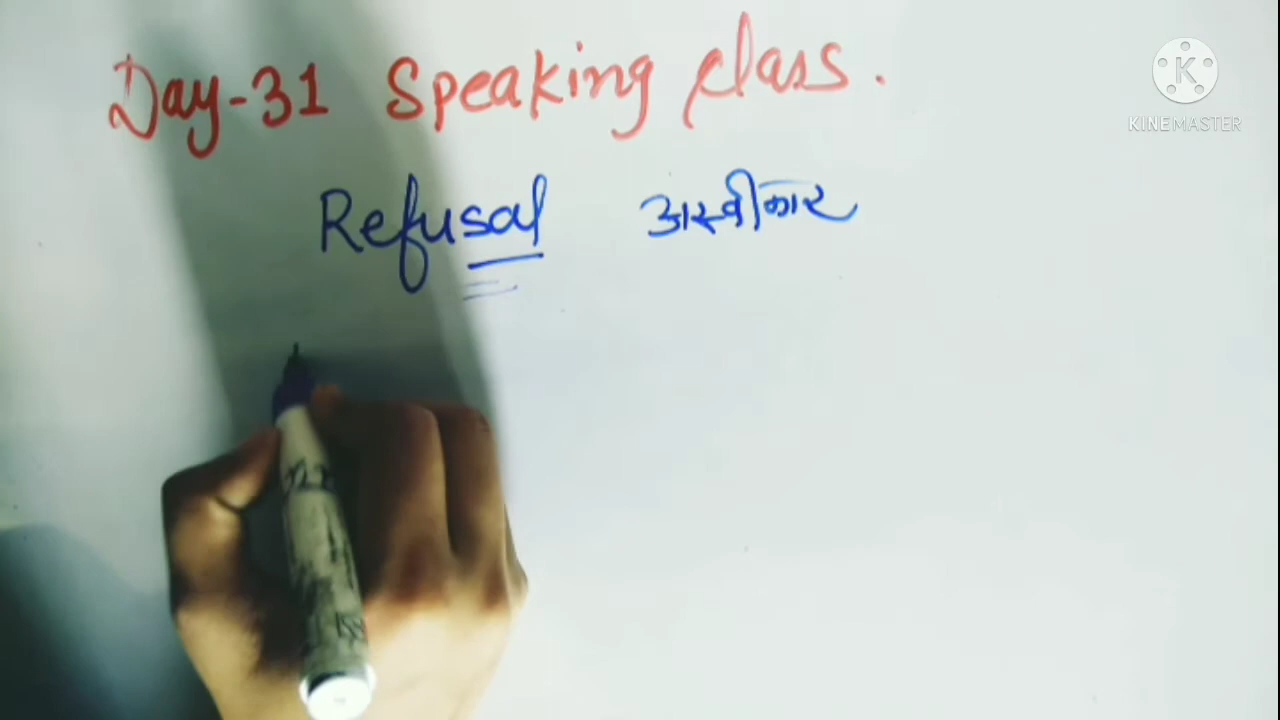 Day-31 Speaking class.
Refusal अस्वीकार
KINEMASTER